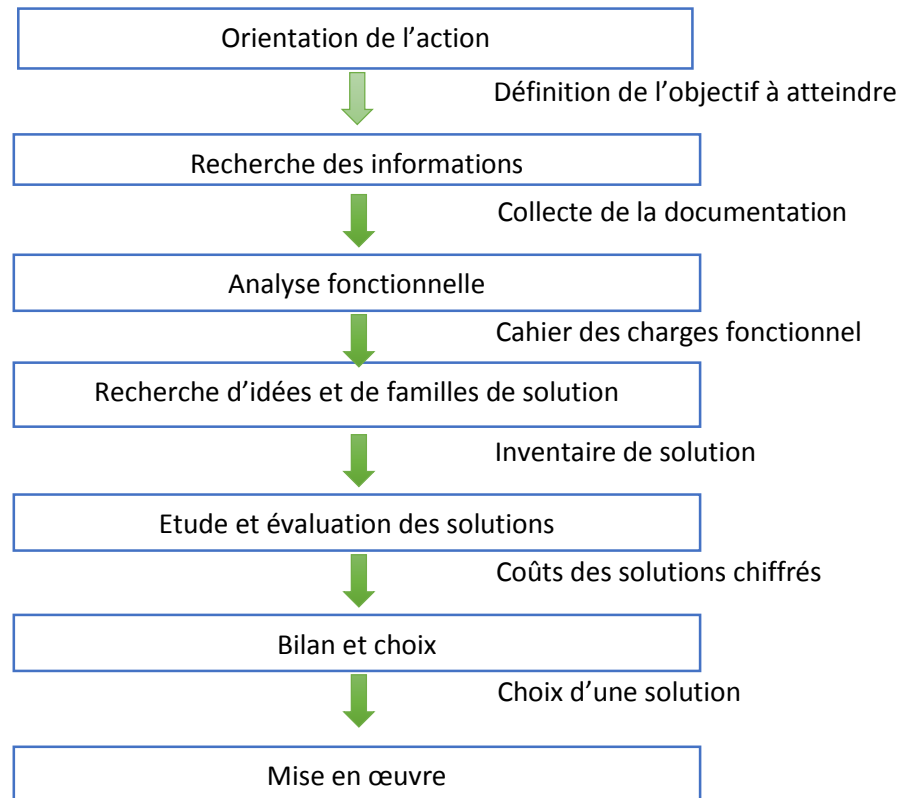 Orientation de l’action
Définition de l’objectif à atteindre
Recherche des informations
Collecte de la documentation
Analyse fonctionnelle
Cahier des charges fonctionnel
Recherche d’idées et de familles de solution
Inventaire de solution
Etude et évaluation des solutions
Coûts des solutions chiffrés
Bilan et choix
Choix d’une solution
Mise en œuvre